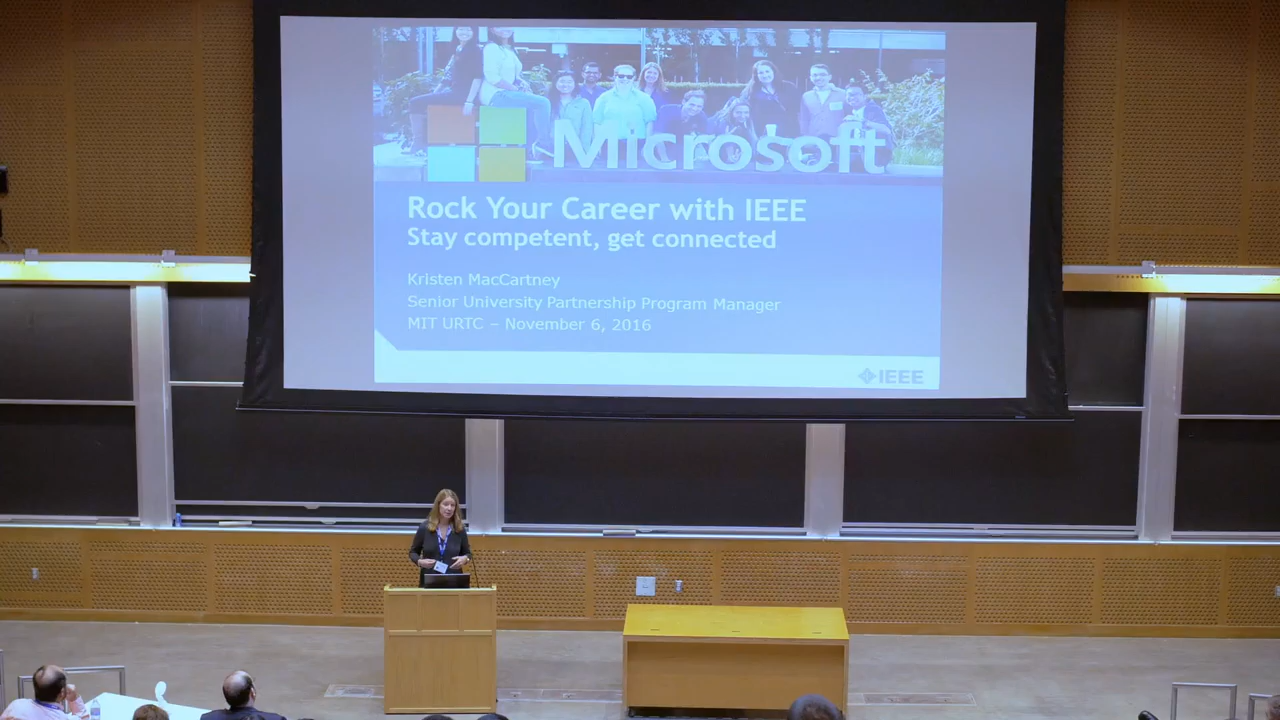 Microsoft
Rock Your Career with IEEE
Stay competent, get connected
Kristen MacCartney
Senior University Partnership Program Manager
MIT URTC – November 6, 2016
IEEE